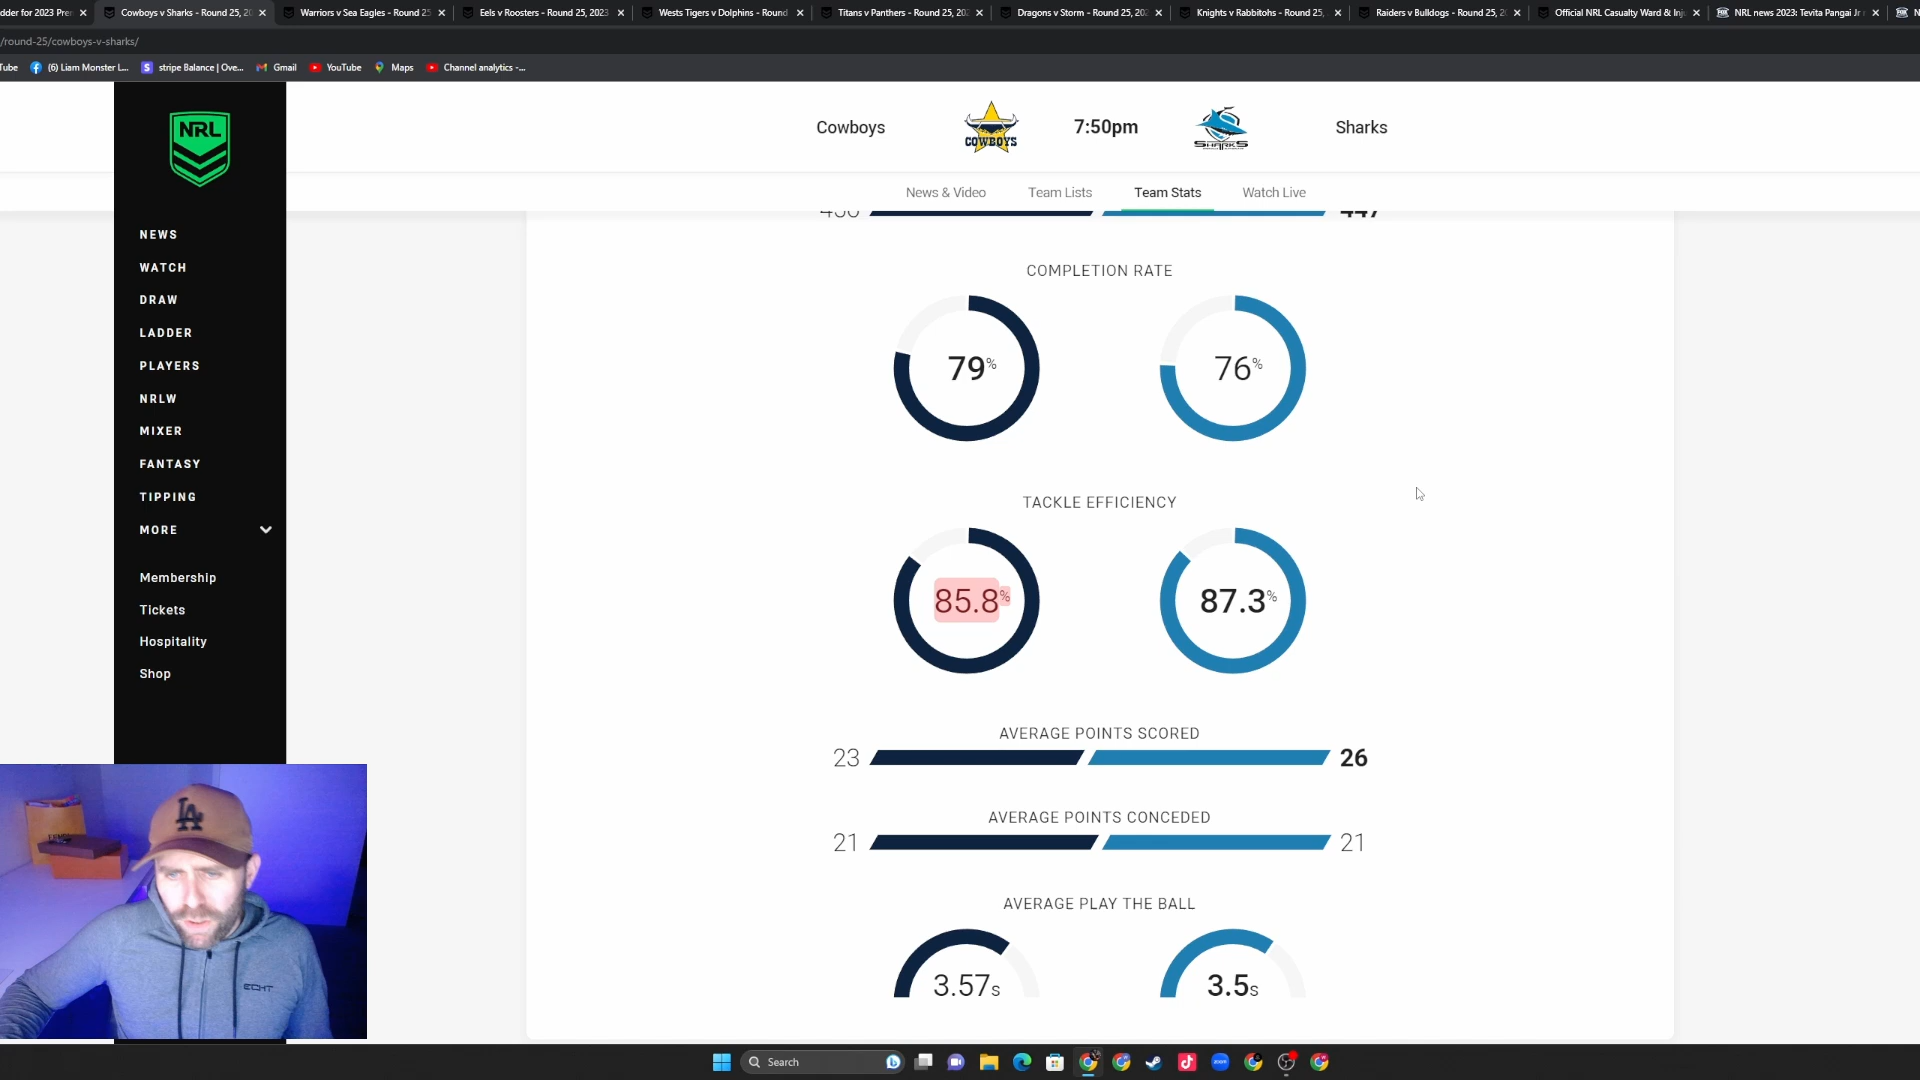 Cowboys v Sharks - Round 25, 20
Warriors v Sea Eagles - Round 25
Eels v Roosters - Round 25, 2023
Wests Tigers v Dolphins - Round
Titans v Panthers - Round 25, 202
Dragons v Storm - Round 25, 20
Knights v Rabbitohs - Round 25,
Raiders v Bulldogs - Round 25, 2
Official NRL Casualty Ward & Inj
NRL news 2023: Tevita Pangai Jr
/round-25/cowboys-v-sharks/
(6) Liam Monster L...
stripe Balance | Ove...
Gmail
YouTube
Maps
Channel analytics -...
NRL
Cowboys
COWBOYS
7:50pm
SHARKS
Sharks
News & Video
Team Lists
Team Stats
Watch Live
NEWS
WATCH
DRAW
LADDER
PLAYERS
NRLW
MIXER
FANTASY
TIPPING
MORE
Membership
Tickets
Hospitality
Shop
COMPLETION RATE
79%
76%
TACKLE EFFICIENCY
85.8%
87.3%
AVERAGE POINTS SCORED
23
26
AVERAGE POINTS CONCEDED
21
21
AVERAGE PLAY THE BALL
3.57s
3.5s
LA
ECHT
Search